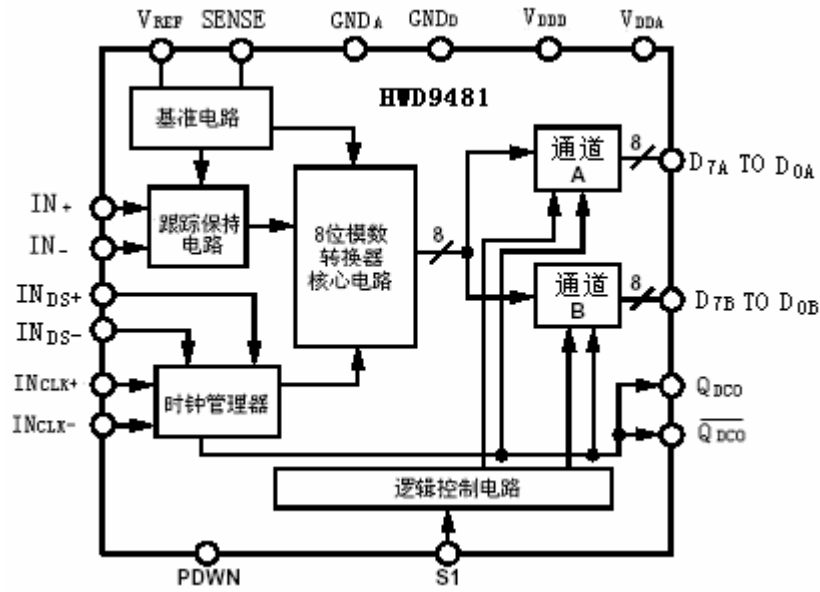 VREF SENSE GNDA GNDD VDDD VDDA
HWD9481
基准电路
通道
A
8
D7A TO D0A
IN+
IN-
跟踪保持
电路
8位模数
转换器
核心电路
8
通道
B
8
D7B TO D0B
INDS+
INDS-
INCLK+
INCLK-
时钟管理器
QDCO
Q̅D̅C̅O̅
逻辑控制电路
PDWN S1